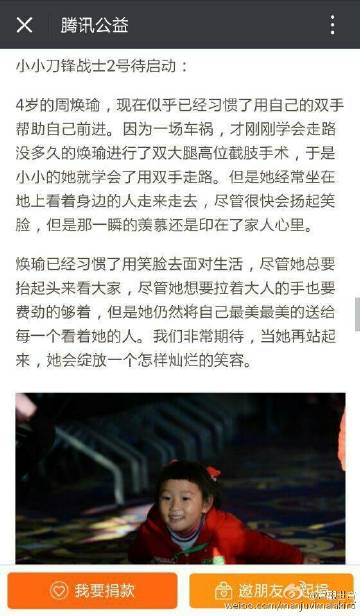 腾讯公益
小小刀锋战士2号待启动：
4岁的周焕瑜，现在似乎已经习惯了用自己的双手
帮助自己前进。因为一场车祸，才刚刚学会走路
没多久的焕瑜进行了双大腿高位截肢手术，于是
小小的她就学会了用双手走路。但是她经常坐在
地上看着身边的人走来走去，尽管很快会扬起笑
脸，但是那一瞬的羡慕还是印在了家人心里。
焕瑜已经习惯了用笑脸去面对生活，尽管她总要
抬起头来看大家，尽管她想要拉着大人的手也要
费劲的够着，但是她仍然将自己最美最美的送给
每一个看着她的人。我们非常期待，当她再站起
来，她会绽放一个怎样灿烂的笑容。
我要捐款
邀朋友一起捐